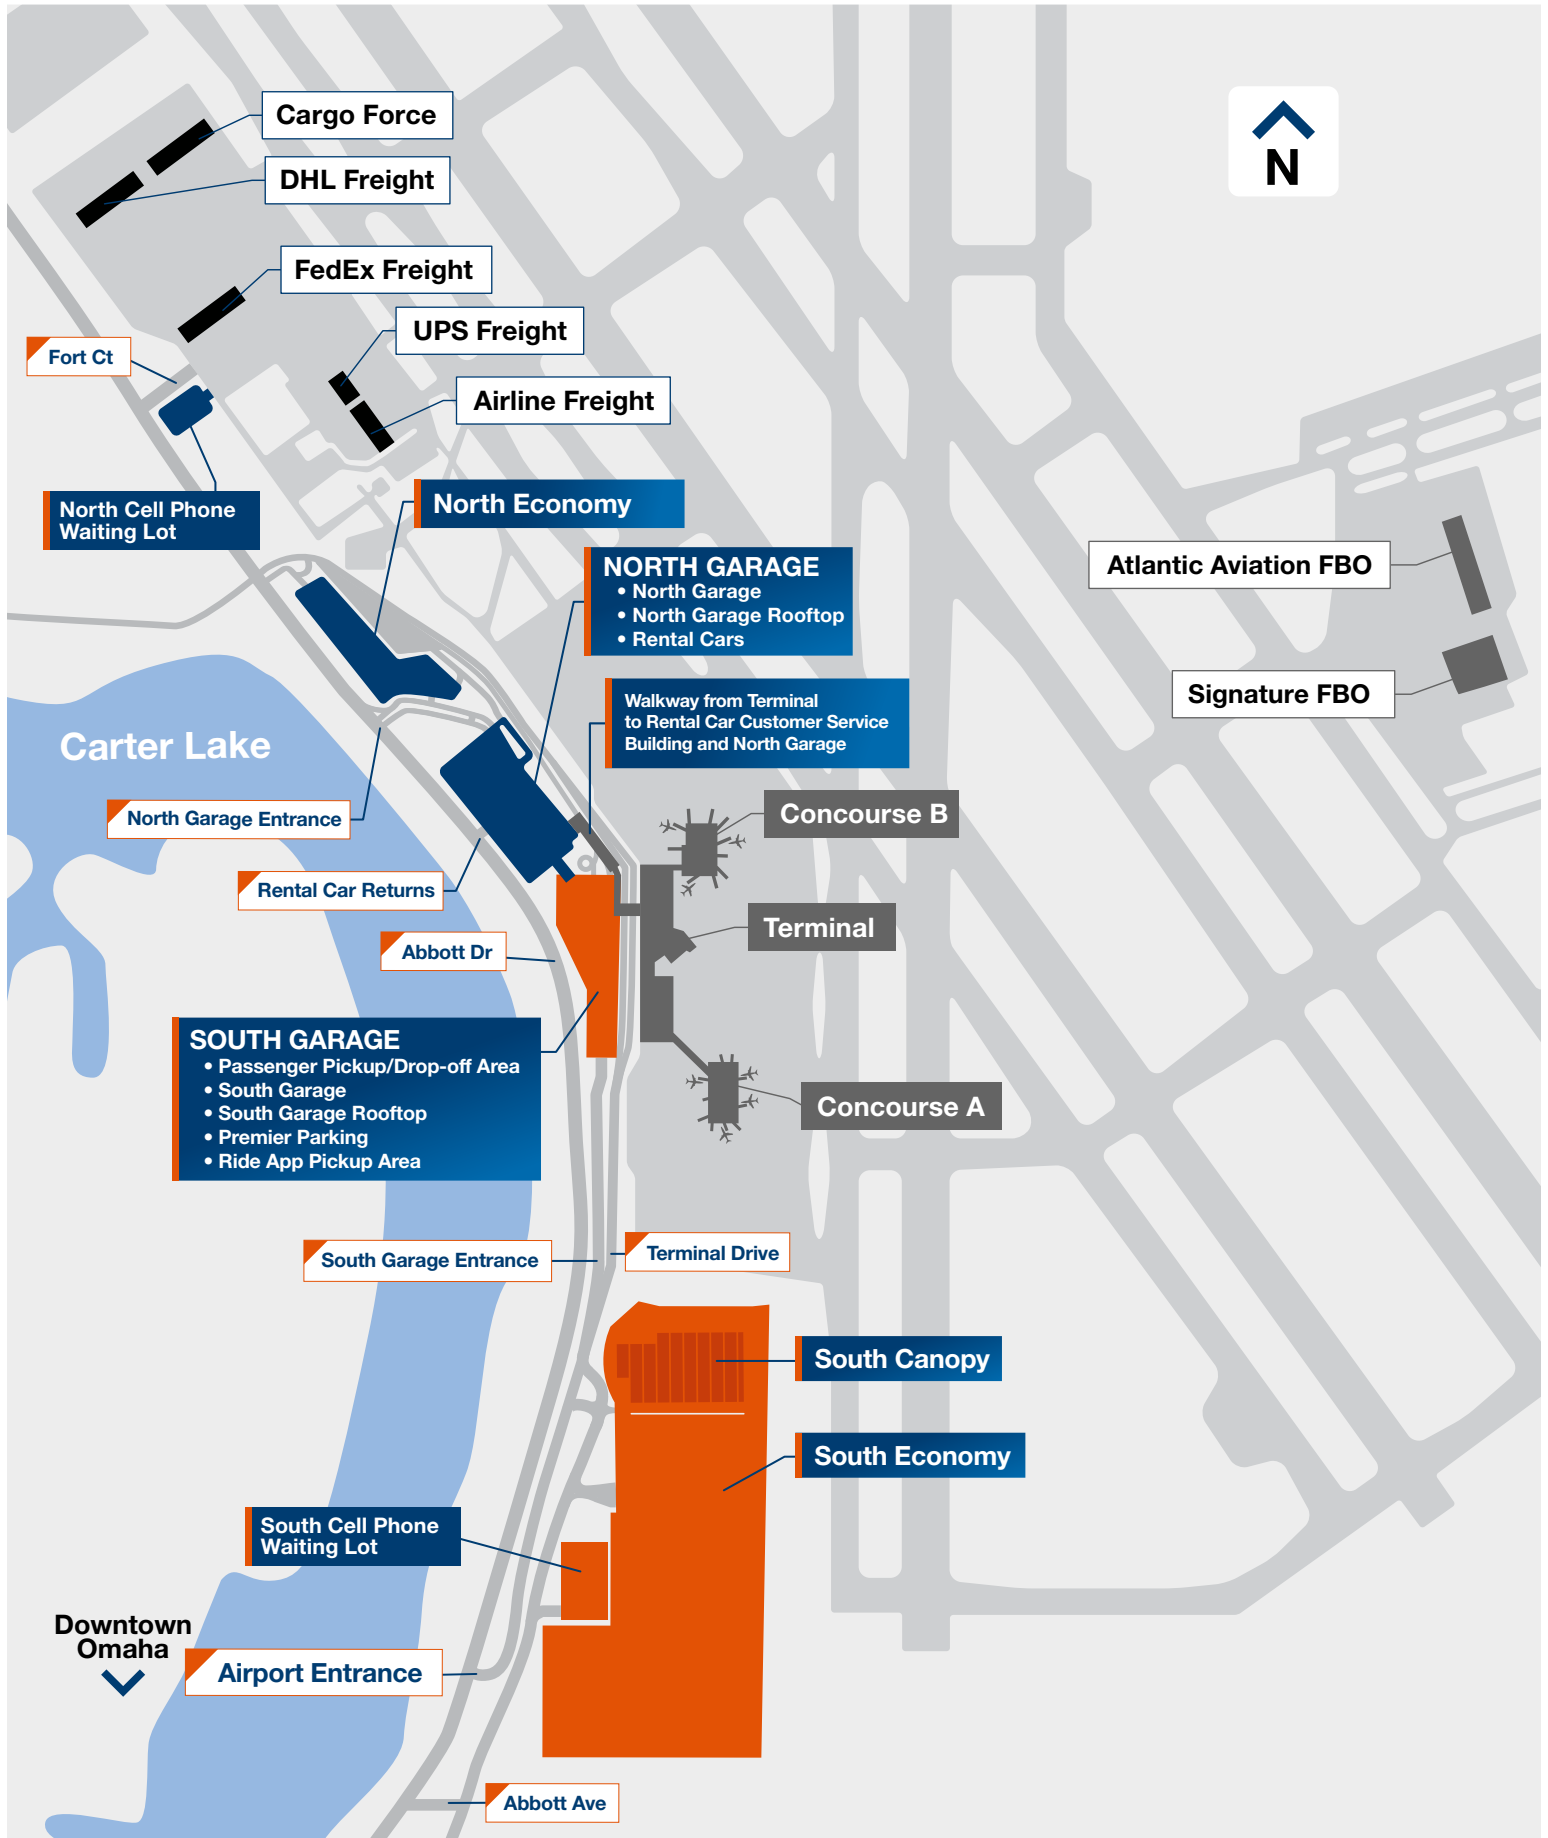 Cargo Force
N
DHL Freight
FedEx Freight
UPS Freight
Fort Ct
Airline Freight
North Economy
North Cell Phone
Waiting Lot
NORTH GARAGE
• North Garage
• North Garage Rooftop
• Rental Cars
Atlantic Aviation FBO
Signature FBO
Walkway from Terminal
to Rental Car Customer Service
Building and North Garage
Carter Lake
North Garage Entrance
Concourse B
Rental Car Returns
Terminal
Abbott Dr
SOUTH GARAGE
• Passenger Pickup/Drop-off Area
• South Garage
• South Garage Rooftop
• Premier Parking
• Ride App Pickup Area
Concourse A
South Garage Entrance
Terminal Drive
South Canopy
South Economy
South Cell Phone
Waiting Lot
Downtown
Omaha
Airport Entrance
Abbott Ave